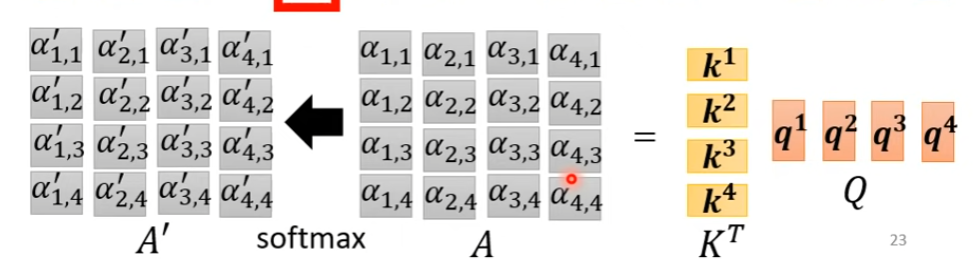 α′1,1 α′2,1 α′3,1 α′4,1 α1,1 α2,1 α3,1 α4,1 k1
α′1,2 α′2,2 α′3,2 α′4,2 α1,2 α2,2 α3,2 α4,2 = k2 q1 q2 q3 q4
α′1,3 α′2,3 α′3,3 α′4,3 α1,3 α2,3 α3,3 α4,3 k3
α′1,4 α′2,4 α′3,4 α′4,4 α1,4 α2,4 α3,4 α4,4 k4 Q
A′ softmax A KT 23